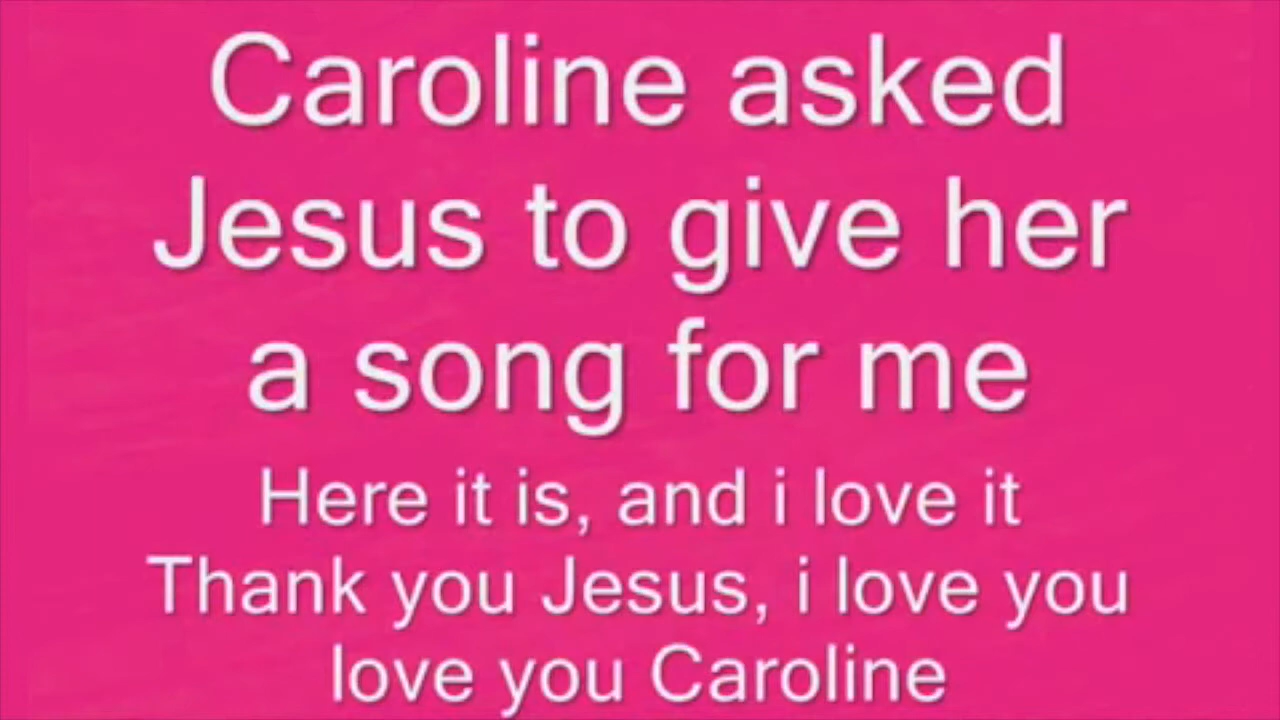 Caroline asked
Jesus to give her
a song for me
Here it is, and i love it
Thank you Jesus, i love you
love you Caroline